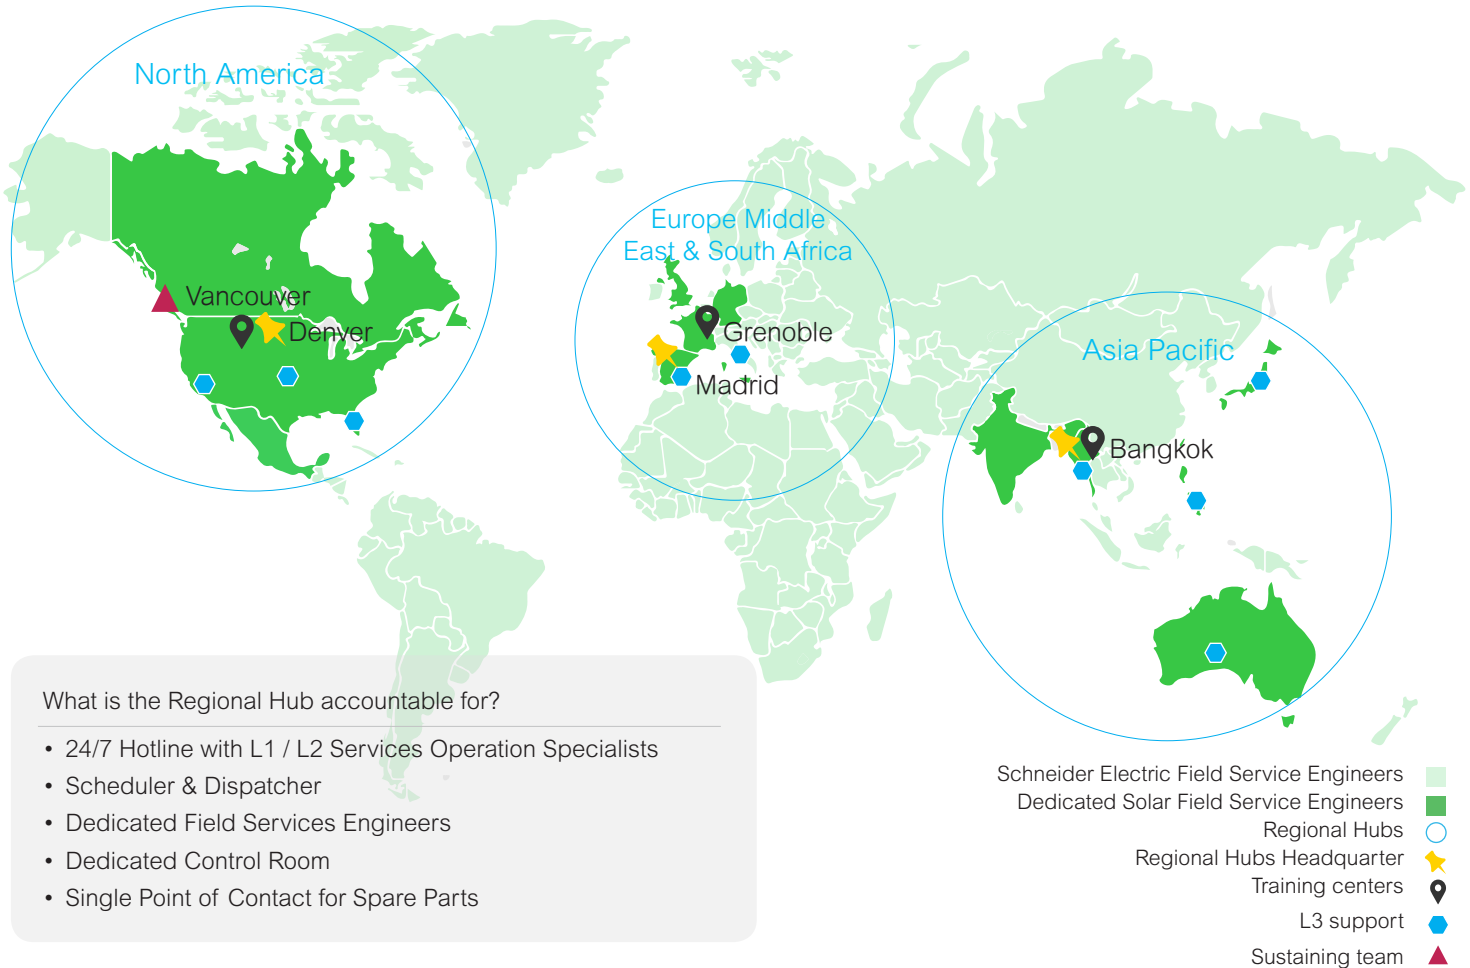 North America
Europe Middle
East & South Africa
Vancouver
Denver
Grenoble
Madrid
Asia Pacific
Bangkok
What is the Regional Hub accountable for?
• 24/7 Hotline with L1 / L2 Services Operation Specialists
• Scheduler & Dispatcher
• Dedicated Field Services Engineers
• Dedicated Control Room
• Single Point of Contact for Spare Parts
Schneider Electric Field Service Engineers
Dedicated Solar Field Service Engineers
Regional Hubs
Regional Hubs Headquarter
Training centers
L3 support
Sustaining team